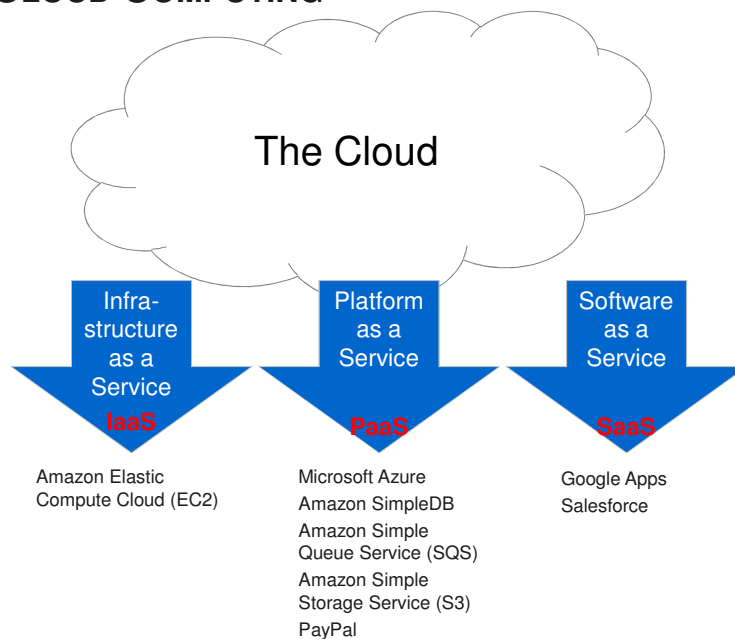 CLOUD COMPUTING
The Cloud
Infra-
structure
as a
Service
IaaS
Platform
as a
Service
PaaS
Software
as a
Service
SaaS
Amazon Elastic
Compute Cloud (EC2)
Microsoft Azure
Amazon SimpleDB
Amazon Simple
Queue Service (SQS)
Amazon Simple
Storage Service (S3)
PayPal
Google Apps
Salesforce